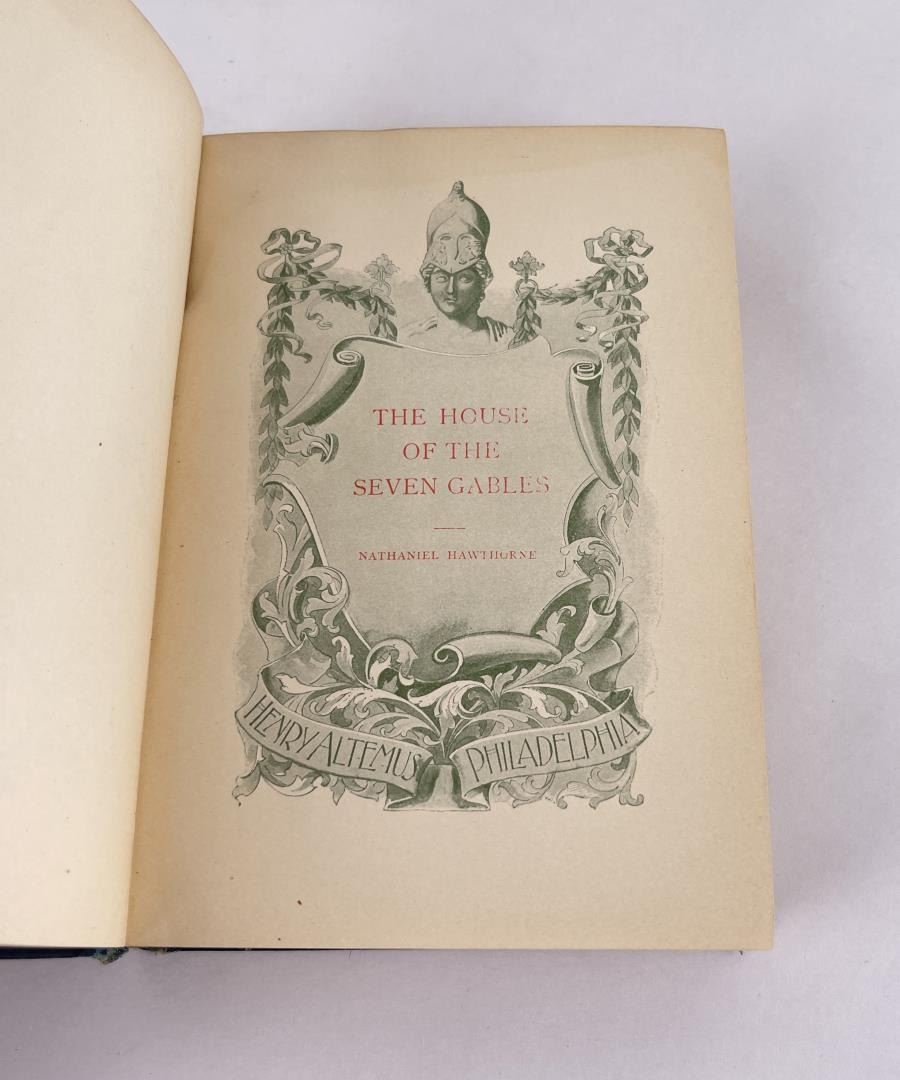 THE HOUSE
OF THE
SEVEN GABLES
NATHANIEL HAWTHORNE
HENRY ALTEMUS PHILADELPHIA